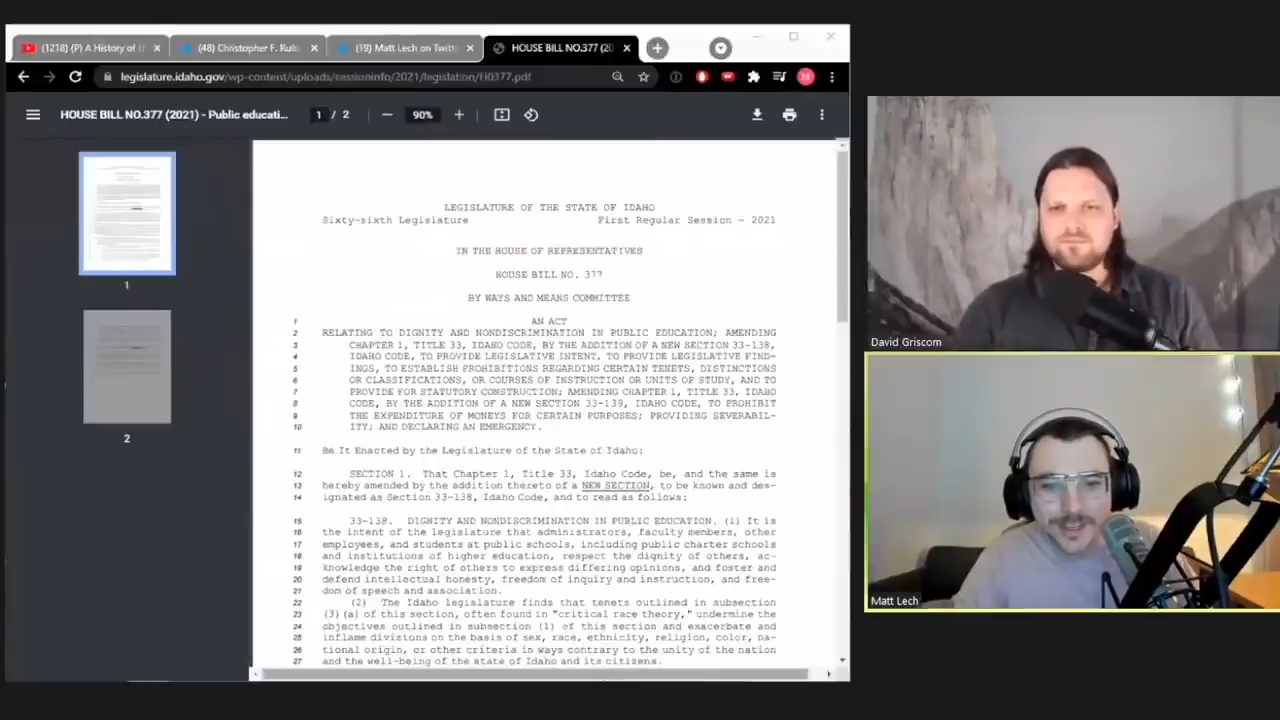 (1218) (P) A History of t
(48) Christopher F. Rufo
(19) Matt Lech on Twitt
HOUSE BILL NO.377 (20
legislature.idaho.gov/wp-content/uploads/sessioninfo/2021/legislation/H0377.pdf
M
HOUSE BILL NO.377 (2021) - Public educati...
1 / 2
90%
1
2
LEGISLATURE OF THE STATE OF IDAHO
Sixty-sixth Legislature First Regular Session - 2021
IN THE HOUSE OF REPRESENTATIVES
HOUSE BILL NO. 377
BY WAYS AND MEANS COMMITTEE
1 AN ACT
2 RELATING TO DIGNITY AND NONDISCRIMINATION IN PUBLIC EDUCATION; AMENDING
3 CHAPTER 1, TITLE 33, IDAHO CODE, BY THE ADDITION OF A NEW SECTION 33-138,
4 IDAHO CODE, TO PROVIDE LEGISLATIVE INTENT, TO PROVIDE LEGISLATIVE FIND-
5 INGS, TO ESTABLISH PROHIBITIONS REGARDING CERTAIN TENETS, DISTINCTIONS
6 OR CLASSIFICATIONS, OR COURSES OF INSTRUCTION OR UNITS OF STUDY, AND TO
7 PROVIDE FOR STATUTORY CONSTRUCTION; AMENDING CHAPTER 1, TITLE 33, IDAHO
8 CODE, BY THE ADDITION OF A NEW SECTION 33-139, IDAHO CODE, TO PROHIBIT
9 THE EXPENDITURE OF MONEYS FOR CERTAIN PURPOSES; PROVIDING SEVERABIL-
10 ITY; AND DECLARING AN EMERGENCY.
11 Be It Enacted by the Legislature of the State of Idaho:
12 SECTION 1. That Chapter 1, Title 33, Idaho Code, be, and the same is
13 hereby amended by the addition thereto of a NEW SECTION, to be known and des-
14 ignated as Section 33-138, Idaho Code, and to read as follows:
15 33-138. DIGNITY AND NONDISCRIMINATION IN PUBLIC EDUCATION. (1) It is
16 the intent of the legislature that administrators, faculty members, other
17 employees, and students at public schools, including public charter schools
18 and institutions of higher education, respect the dignity of others, ac-
19 knowledge the right of others to express differing opinions, and foster and
20 defend intellectual honesty, freedom of inquiry and instruction, and free-
21 dom of speech and association.
22 (2) The Idaho legislature finds that tenets outlined in subsection
23 (3)(a) of this section, often found in "critical race theory," undermine the
24 objectives outlined in subsection (1) of this section and exacerbate and
25 inflame divisions on the basis of sex, race, ethnicity, religion, color, na-
26 tional origin, or other criteria in ways contrary to the unity of the nation
27 and the well-being of the state of Idaho and its citizens.
David Griscom
Matt Lech